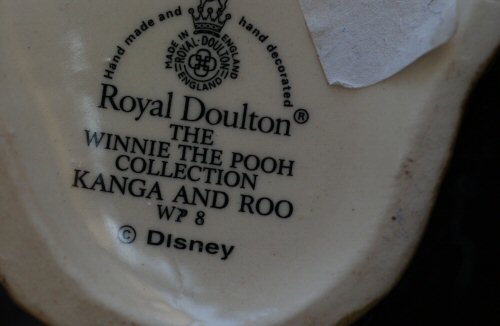 Hand made and hand decorated
MADE IN ENGLAND
ROYAL·DOULTON
ENGLAND
Royal Doulton®
THE
WINNIE THE POOH
COLLECTION
KANGA AND ROO
WP 8
© Disney